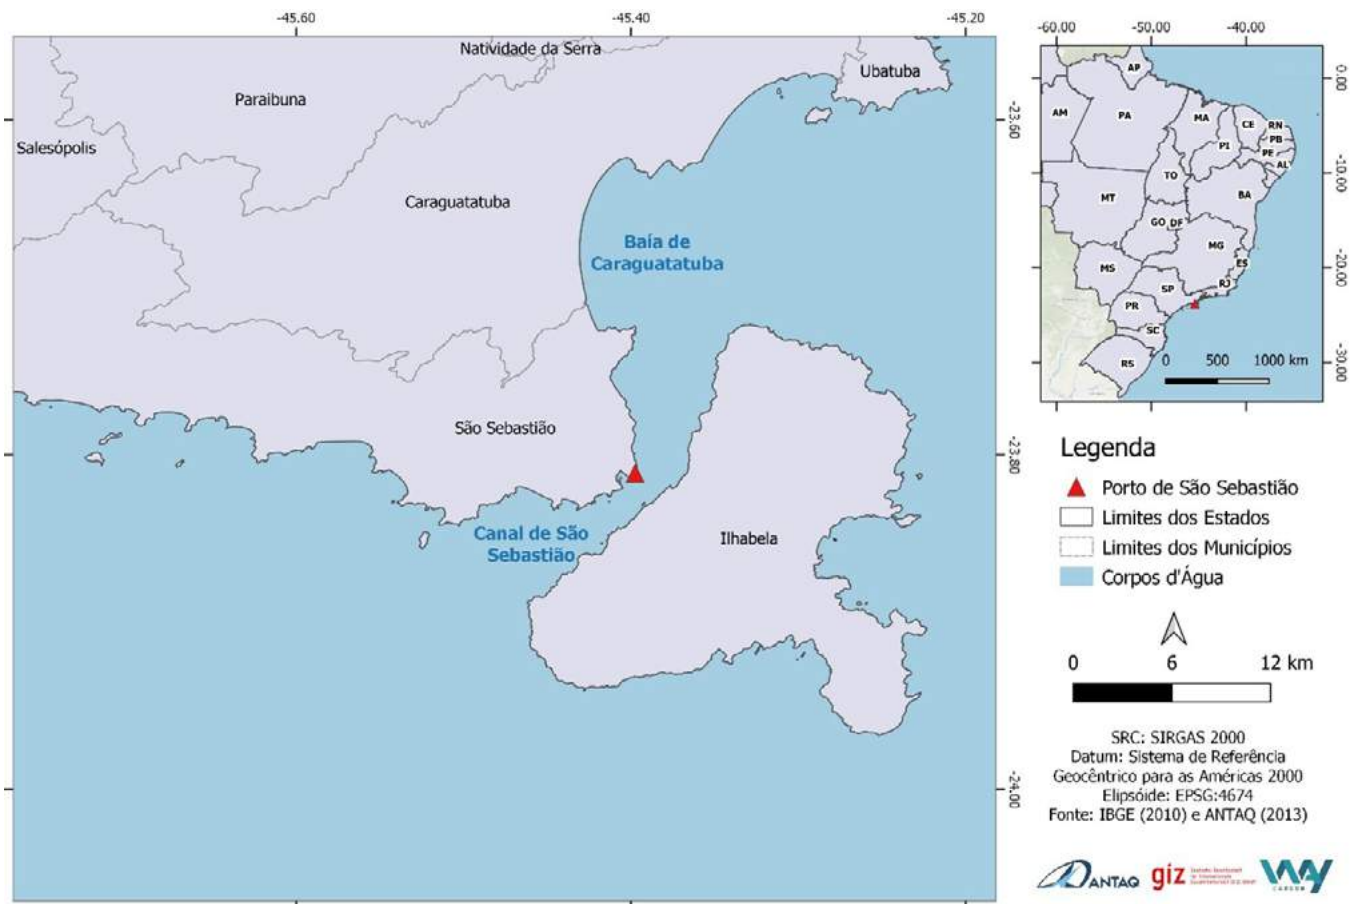 -45.60
-45.40
-45.20
Natividade da Serra
Ubatuba
Paraibuna
-23.60
Salesópolis
Caraguatatuba
Baía de
Caraguatatuba
São Sebastião
-23.80
Canal de São
Sebastião
Ilhabela
-24.00
-60.00
-50.00
-40.00
AP
0.00
AM
PA
MA
CE
RN
PB
PI
PE
AL
-10.00
TO
MT
BA
GO
DF
MG
MS
ES
-20.00
SP
RJ
PR
SC
RS
-30.00
0
500
1000 km
Legenda
Porto de São Sebastião
Limites dos Estados
Limites dos Municípios
Corpos d'Água
0
6
12 km
SRC: SIRGAS 2000
Datum: Sistema de Referência
Geocêntrico para as Américas 2000
Elipsóide: EPSG:4674
Fonte: IBGE (2010) e ANTAQ (2013)
ANTAQ
giz
WAY
CARBON